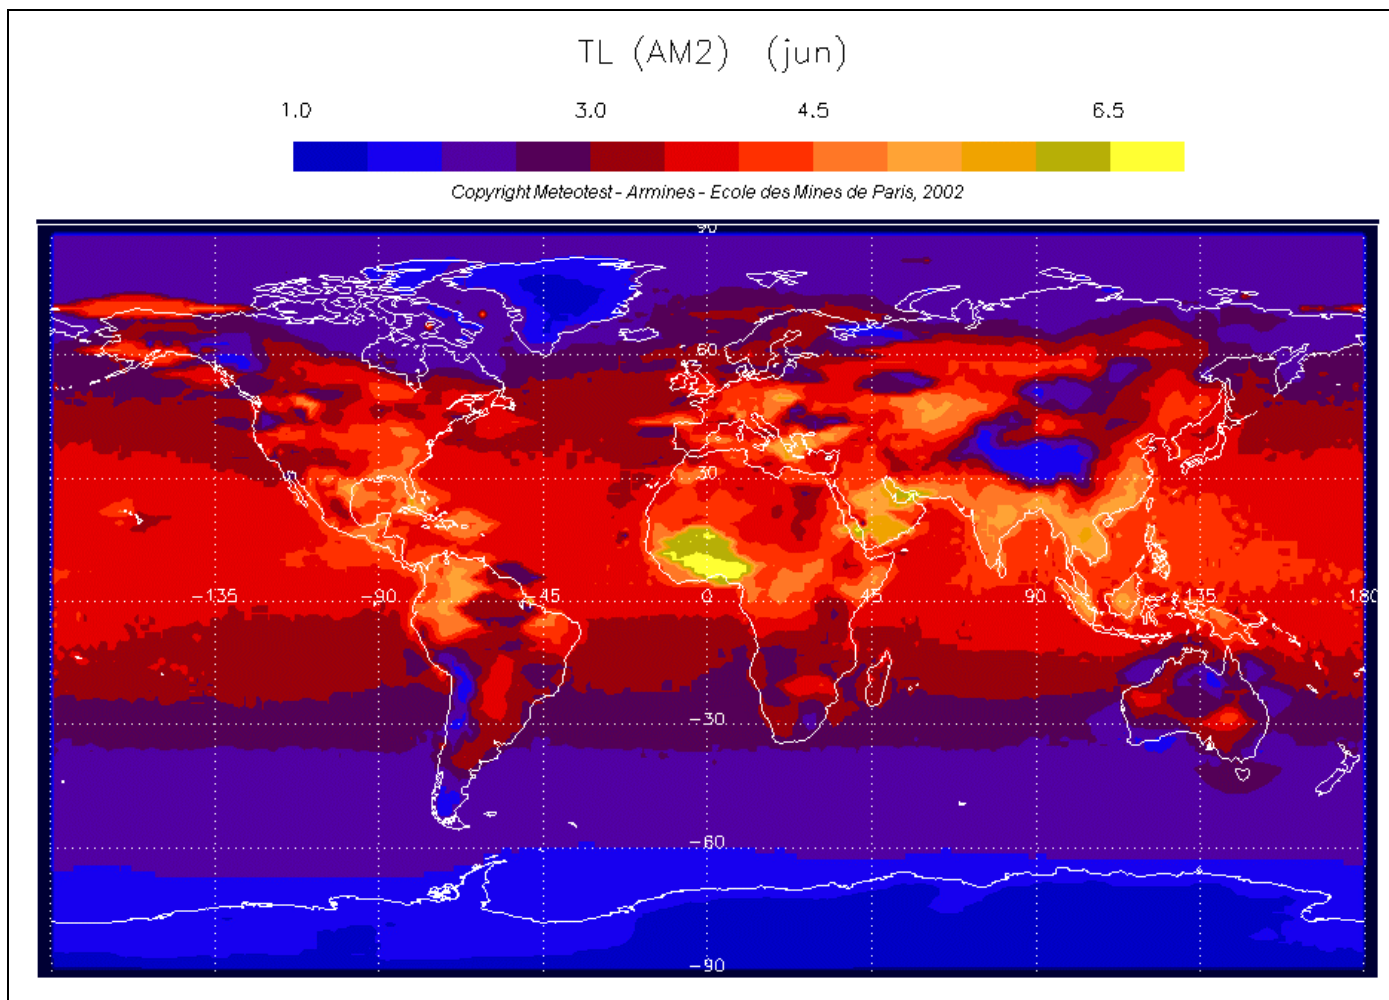 TL (AM2) (jun)
1.0 3.0 4.5 6.5
Copyright Meteotest - Armines - Ecole des Mines de Paris, 2002
90
60
30
-135 -90 -45 0 45 90 135 180
-30
-60
-90